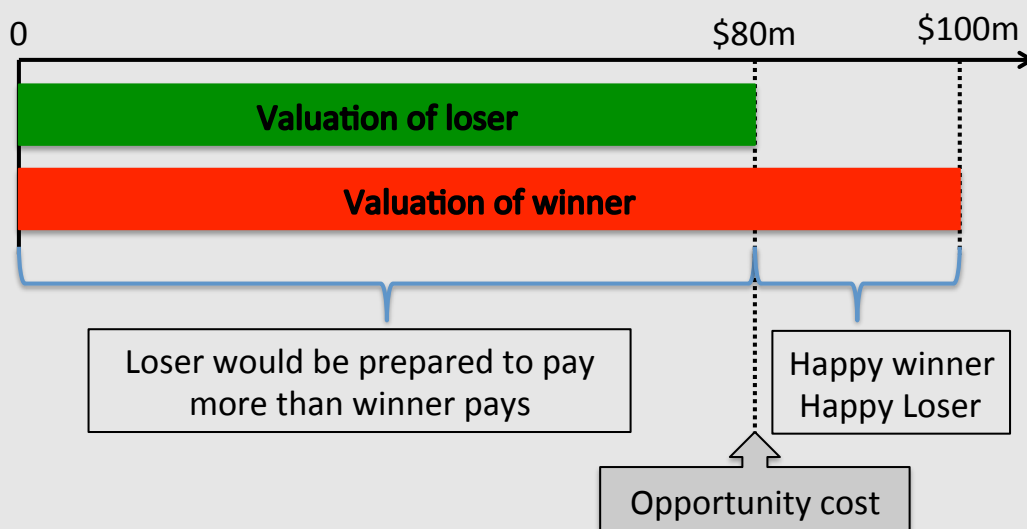 0
$80m
$100m
Valuation of loser
Valuation of winner
Loser would be prepared to pay
more than winner pays
Happy winner
Happy Loser
Opportunity cost